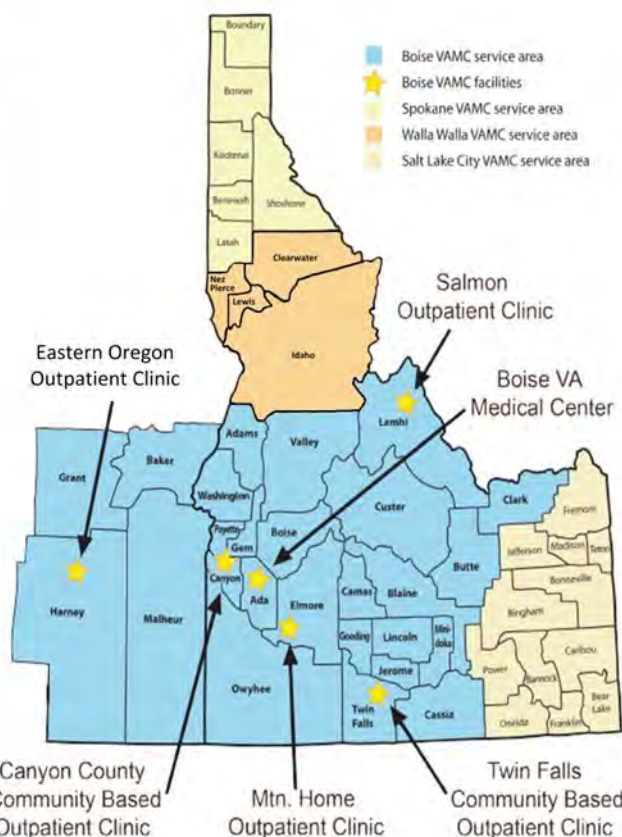 Boundary
Bonner
Kootenai
Benewah
Shoshone
Latah
Boise VAMC service area
Boise VAMC facilities
Spokane VAMC service area
Walla Walla VAMC service area
Salt Lake City VAMC service area
Clearwater
Nez
Pierce
Lewis
Idaho
Salmon
Outpatient Clinic
Eastern Oregon
Outpatient Clinic
Boise VA
Medical Center
Grant
Baker
Adams
Valley
Lemhi
Washington
Custer
Clark
Fremont
Payette
Gem
Boise
Butte
Jefferson
Madison
Teton
Canyon
Ada
Elmore
Camas
Blaine
Bonneville
Harney
Malheur
Bingham
Gooding
Lincoln
Mini-
doka
Jerome
Power
Bannock
Caribou
Owyhee
Twin
Falls
Cassia
Oneida
Franklin
Bear
Lake
Canyon County
Community Based
Outpatient Clinic
Mtn. Home
Outpatient Clinic
Twin Falls
Community Based
Outpatient Clinic